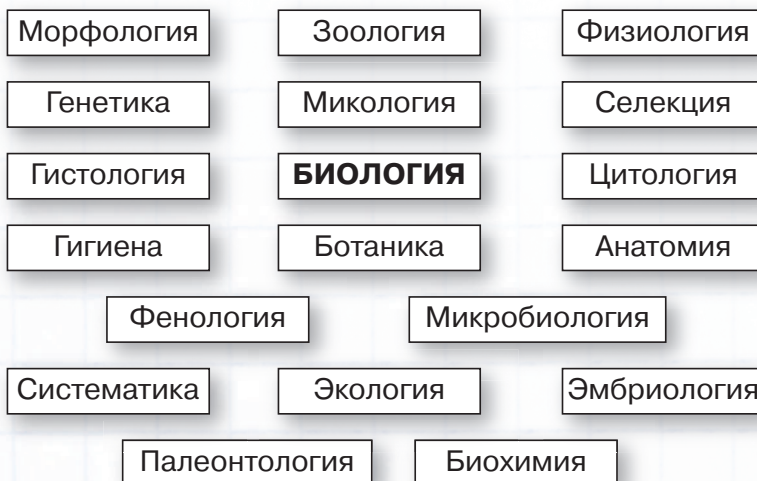 Морфология Зоология Физиология
Генетика Микология Селекция
Гистология БИОЛОГИЯ Цитология
Гигиена Ботаника Анатомия
Фенология Микробиология
Систематика Экология Эмбриология
Палеонтология Биохимия